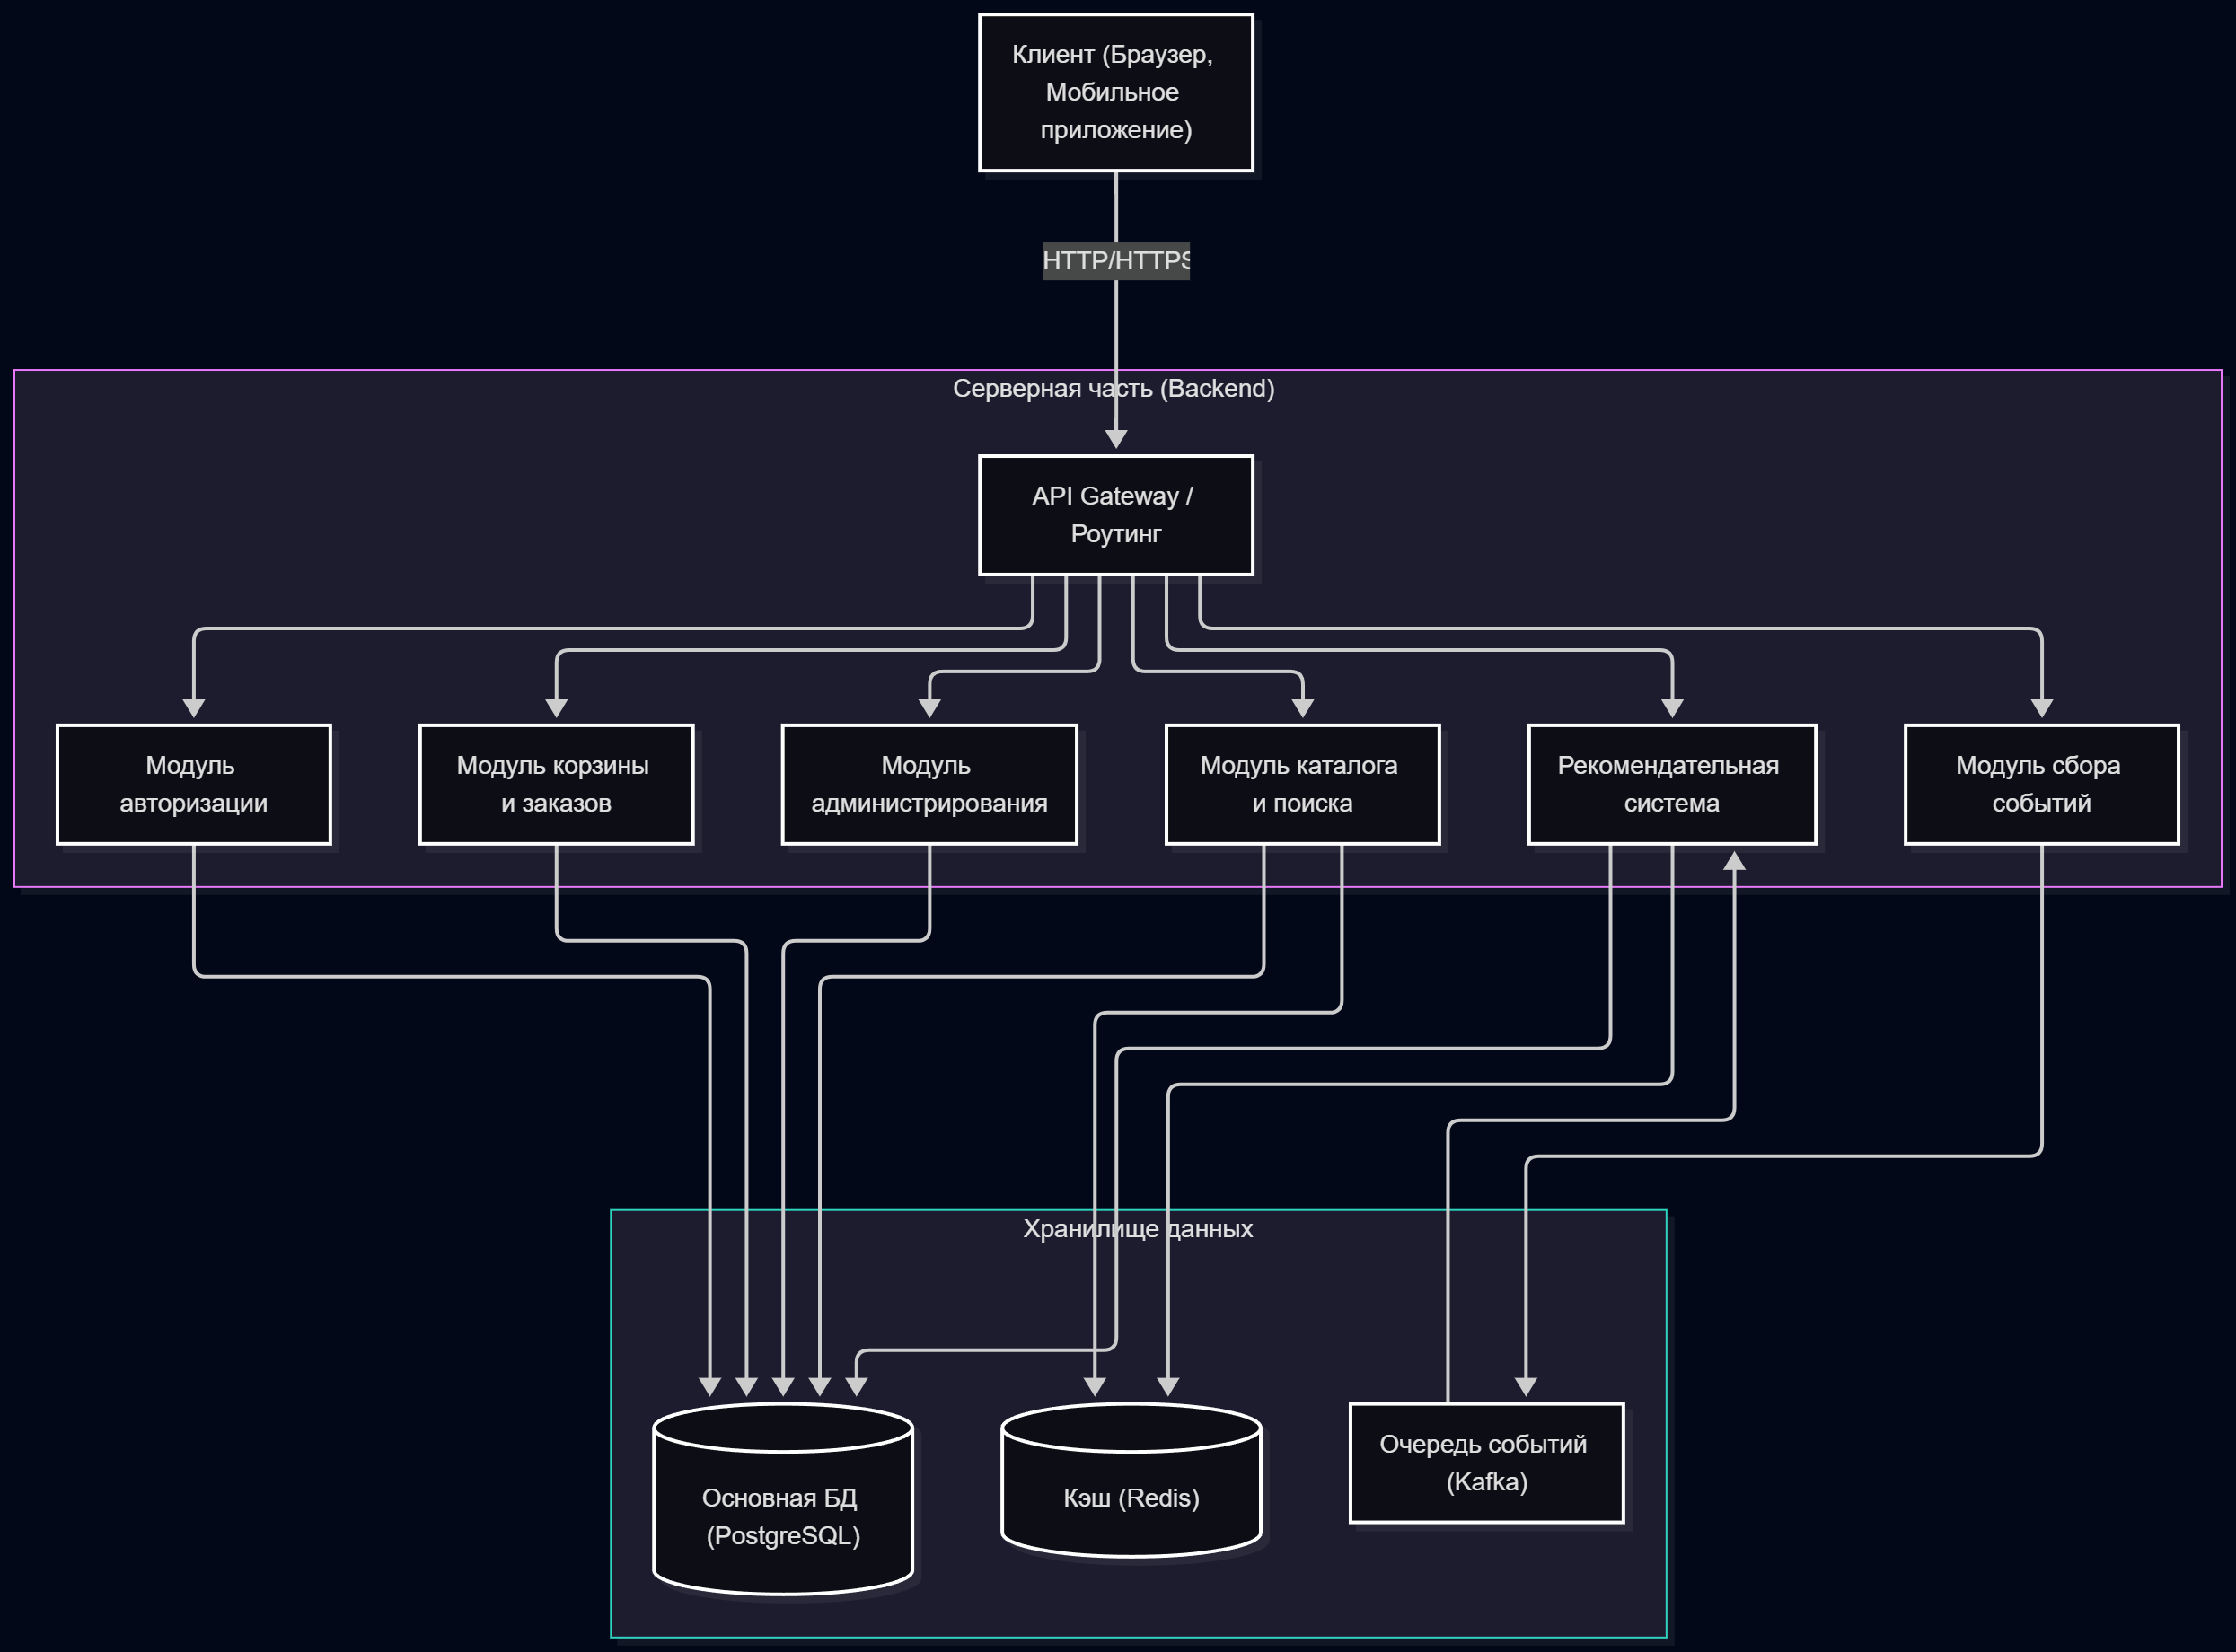 Клиент (Браузер,
Мобильное
приложение)
HTTP/HTTPS
Серверная часть (Backend)
API Gateway /
Роутинг
Модуль
авторизации
Модуль корзины
и заказов
Модуль
администрирования
Модуль каталога
и поиска
Рекомендательная
система
Модуль сбора
событий
Хранилище данных
Основная БД
(PostgreSQL)
Кэш (Redis)
Очередь событий
(Kafka)